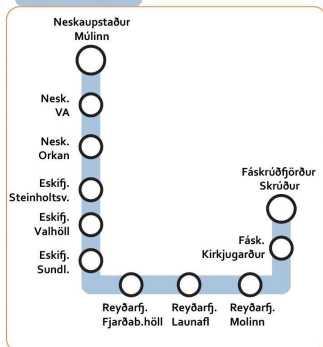 Neskaupstaður
Múlinn
Nesk.
VA
Nesk.
Orkan
Eskifj.
Steinholtsv.
Eskifj.
Valhöll
Eskifj.
Sundl.
Reyðarfj.
Fjarðab.höll
Reyðarfj.
Launafl
Reyðarfj.
Molinn
Fásk.
Kirkjugarður
Fáskrúðfjörður
Skrúður